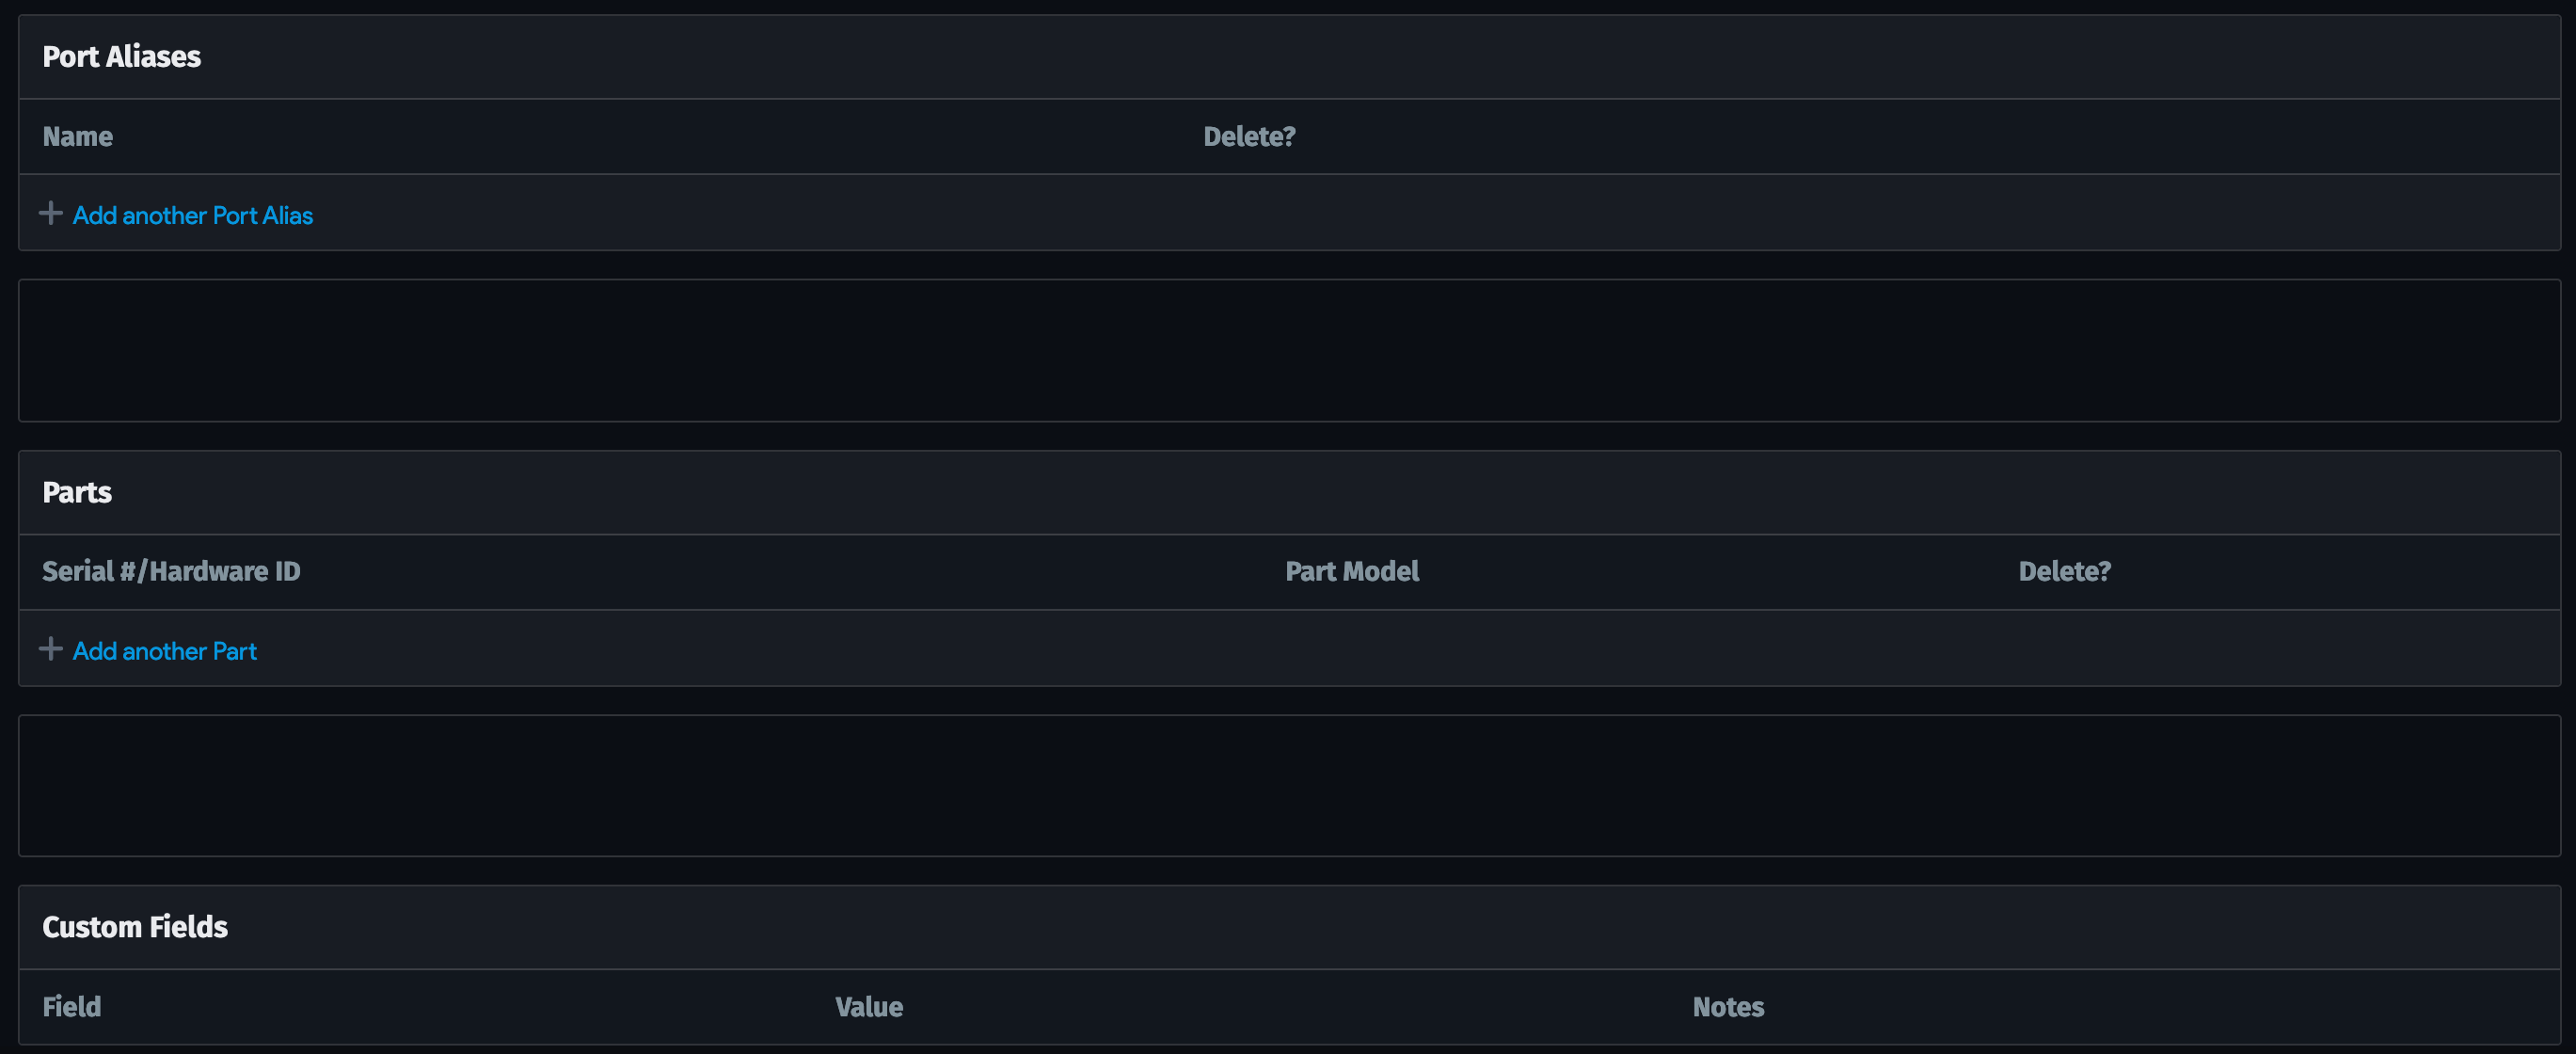 Port Aliases
Name Delete?
Add another Port Alias
Parts
Serial #/Hardware ID Part Model Delete?
Add another Part
Custom Fields
Field Value Notes